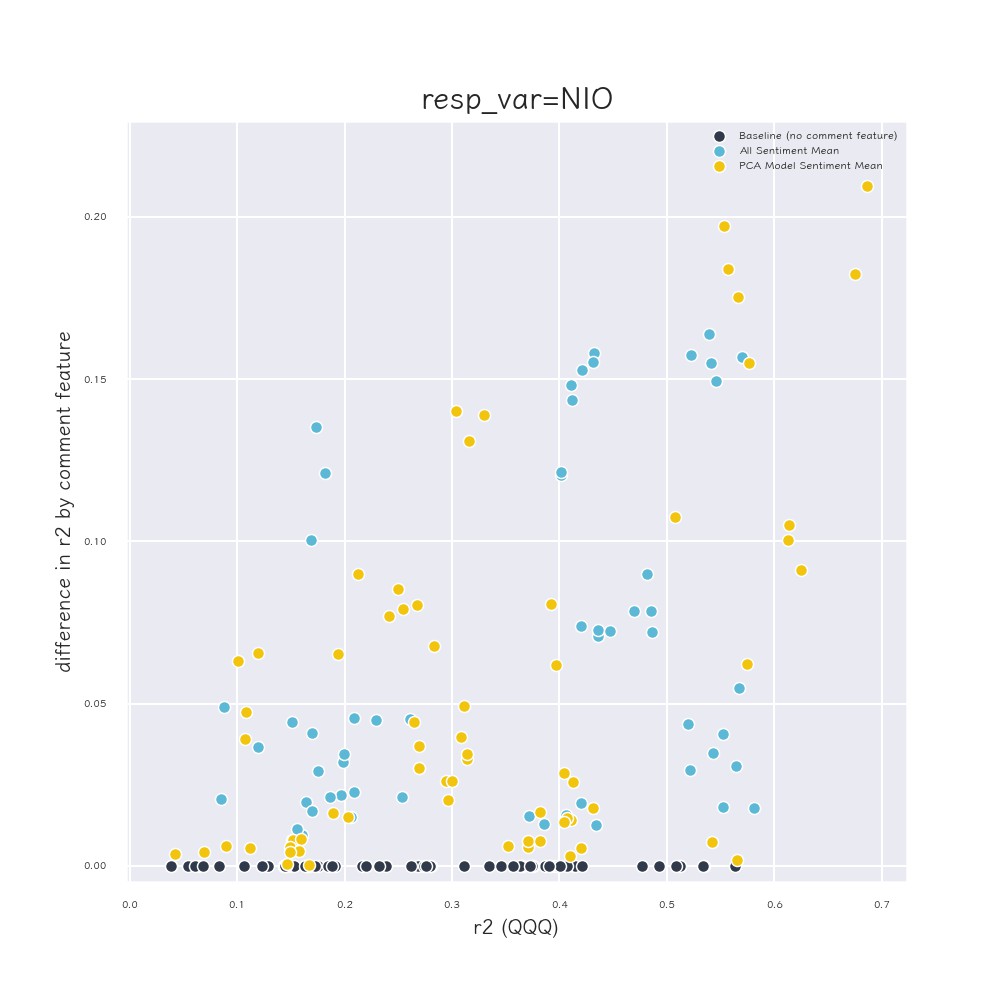 resp_var=NIO
Baseline (no comment feature)
All Sentiment Mean
PCA Model Sentiment Mean
difference in r2 by comment feature
0.20
0.15
0.10
0.05
0.00
0.0 0.1 0.2 0.3 0.4 0.5 0.6 0.7
r2 (QQQ)